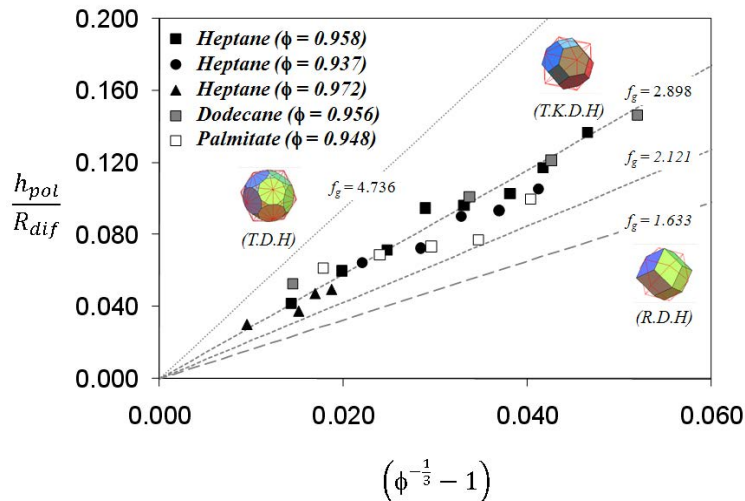 0.200
0.160
0.120
0.080
0.040
0.000
h_pol
R_dif
Heptane (ϕ = 0.958)
Heptane (ϕ = 0.937)
Heptane (ϕ = 0.972)
Dodecane (ϕ = 0.956)
Palmitate (ϕ = 0.948)
(T.K.D.H)
f_g = 2.898
f_g = 2.121
f_g = 4.736
(T.D.H)
f_g = 1.633
(R.D.H)
0.000 0.020 0.040 0.060
(ϕ^{-1/3} − 1)